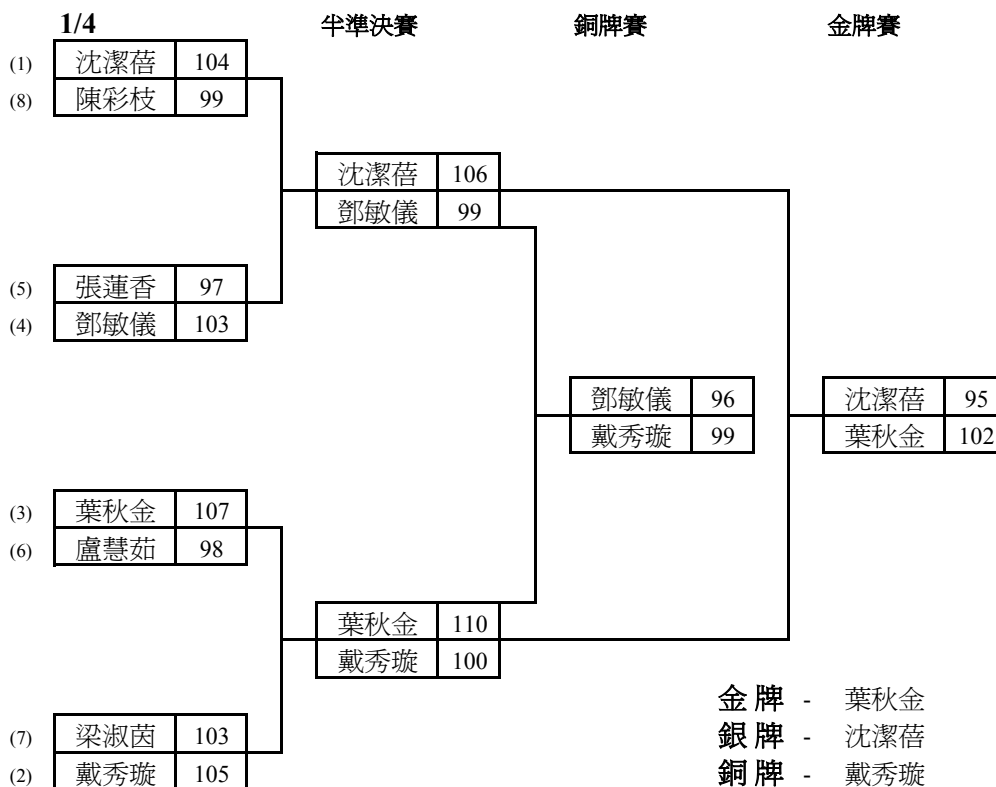 1/4 半準決賽 銅牌賽 金牌賽
(1) 沈潔蓓 104
(8) 陳彩枝 99
沈潔蓓 106
鄧敏儀 99
(5) 張蓮香 97
(4) 鄧敏儀 103
鄧敏儀 96 沈潔蓓 95
戴秀璇 99 葉秋金 102
(3) 葉秋金 107
(6) 盧慧茹 98
葉秋金 110
戴秀璇 100
金牌 - 葉秋金
(7) 梁淑茵 103 銀牌 - 沈潔蓓
(2) 戴秀璇 105 銅牌 - 戴秀璇